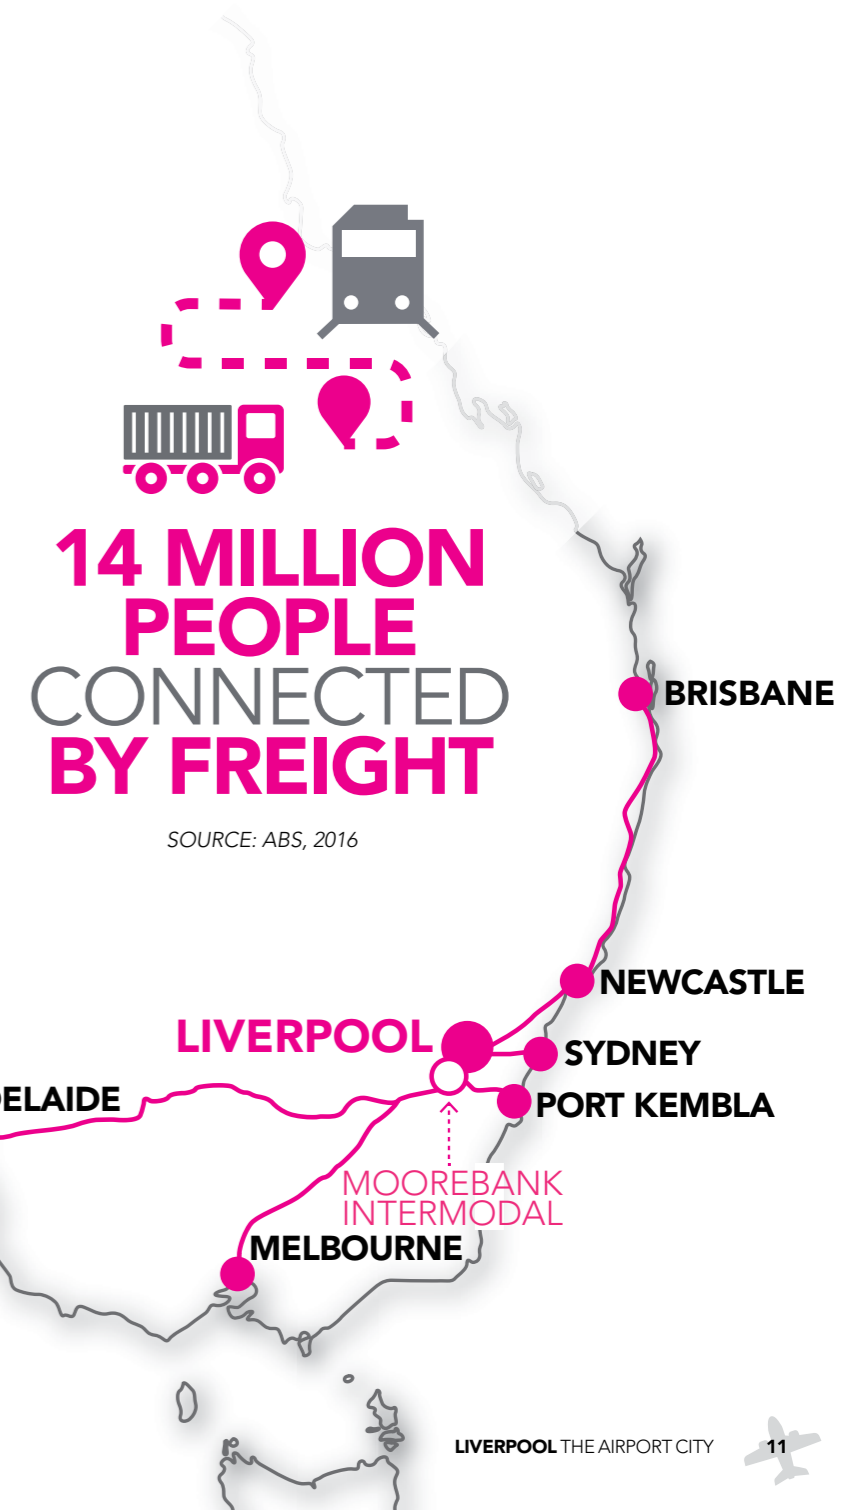 14 MILLION
PEOPLE
CONNECTED
BY FREIGHT
SOURCE: ABS, 2016
BRISBANE
NEWCASTLE
LIVERPOOL
SYDNEY
ELAIDE
PORT KEMBLA
MOOREBANK
INTERMODAL
MELBOURNE
LIVERPOOL THE AIRPORT CITY
11